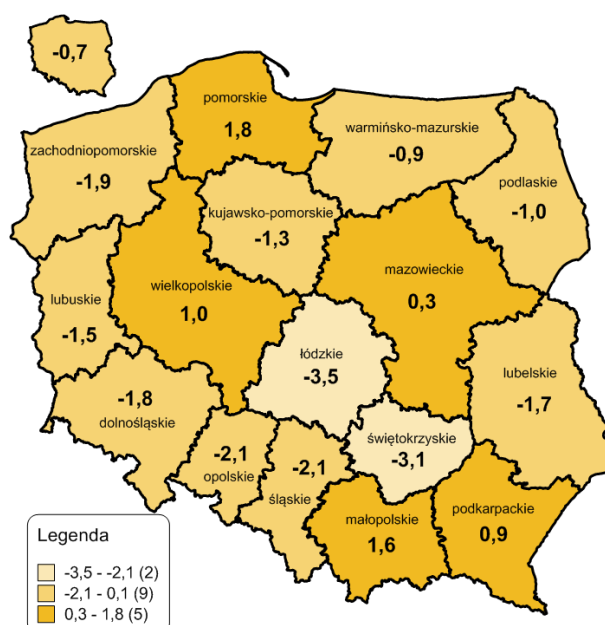 -0,7
pomorskie
1,8
warmińsko-mazurskie
-0,9
zachodniopomorskie
-1,9
podlaskie
-1,0
kujawsko-pomorskie
-1,3
mazowieckie
0,3
wielkopolskie
1,0
lubuskie
-1,5
łódzkie
-3,5
lubelskie
-1,7
-1,8
dolnośląskie
świętokrzyskie
-3,1
-2,1
opolskie
-2,1
śląskie
małopolskie
1,6
podkarpackie
0,9
Legenda
-3,5 - -2,1 (2)
-2,1 - 0,1 (9)
0,3 - 1,8 (5)